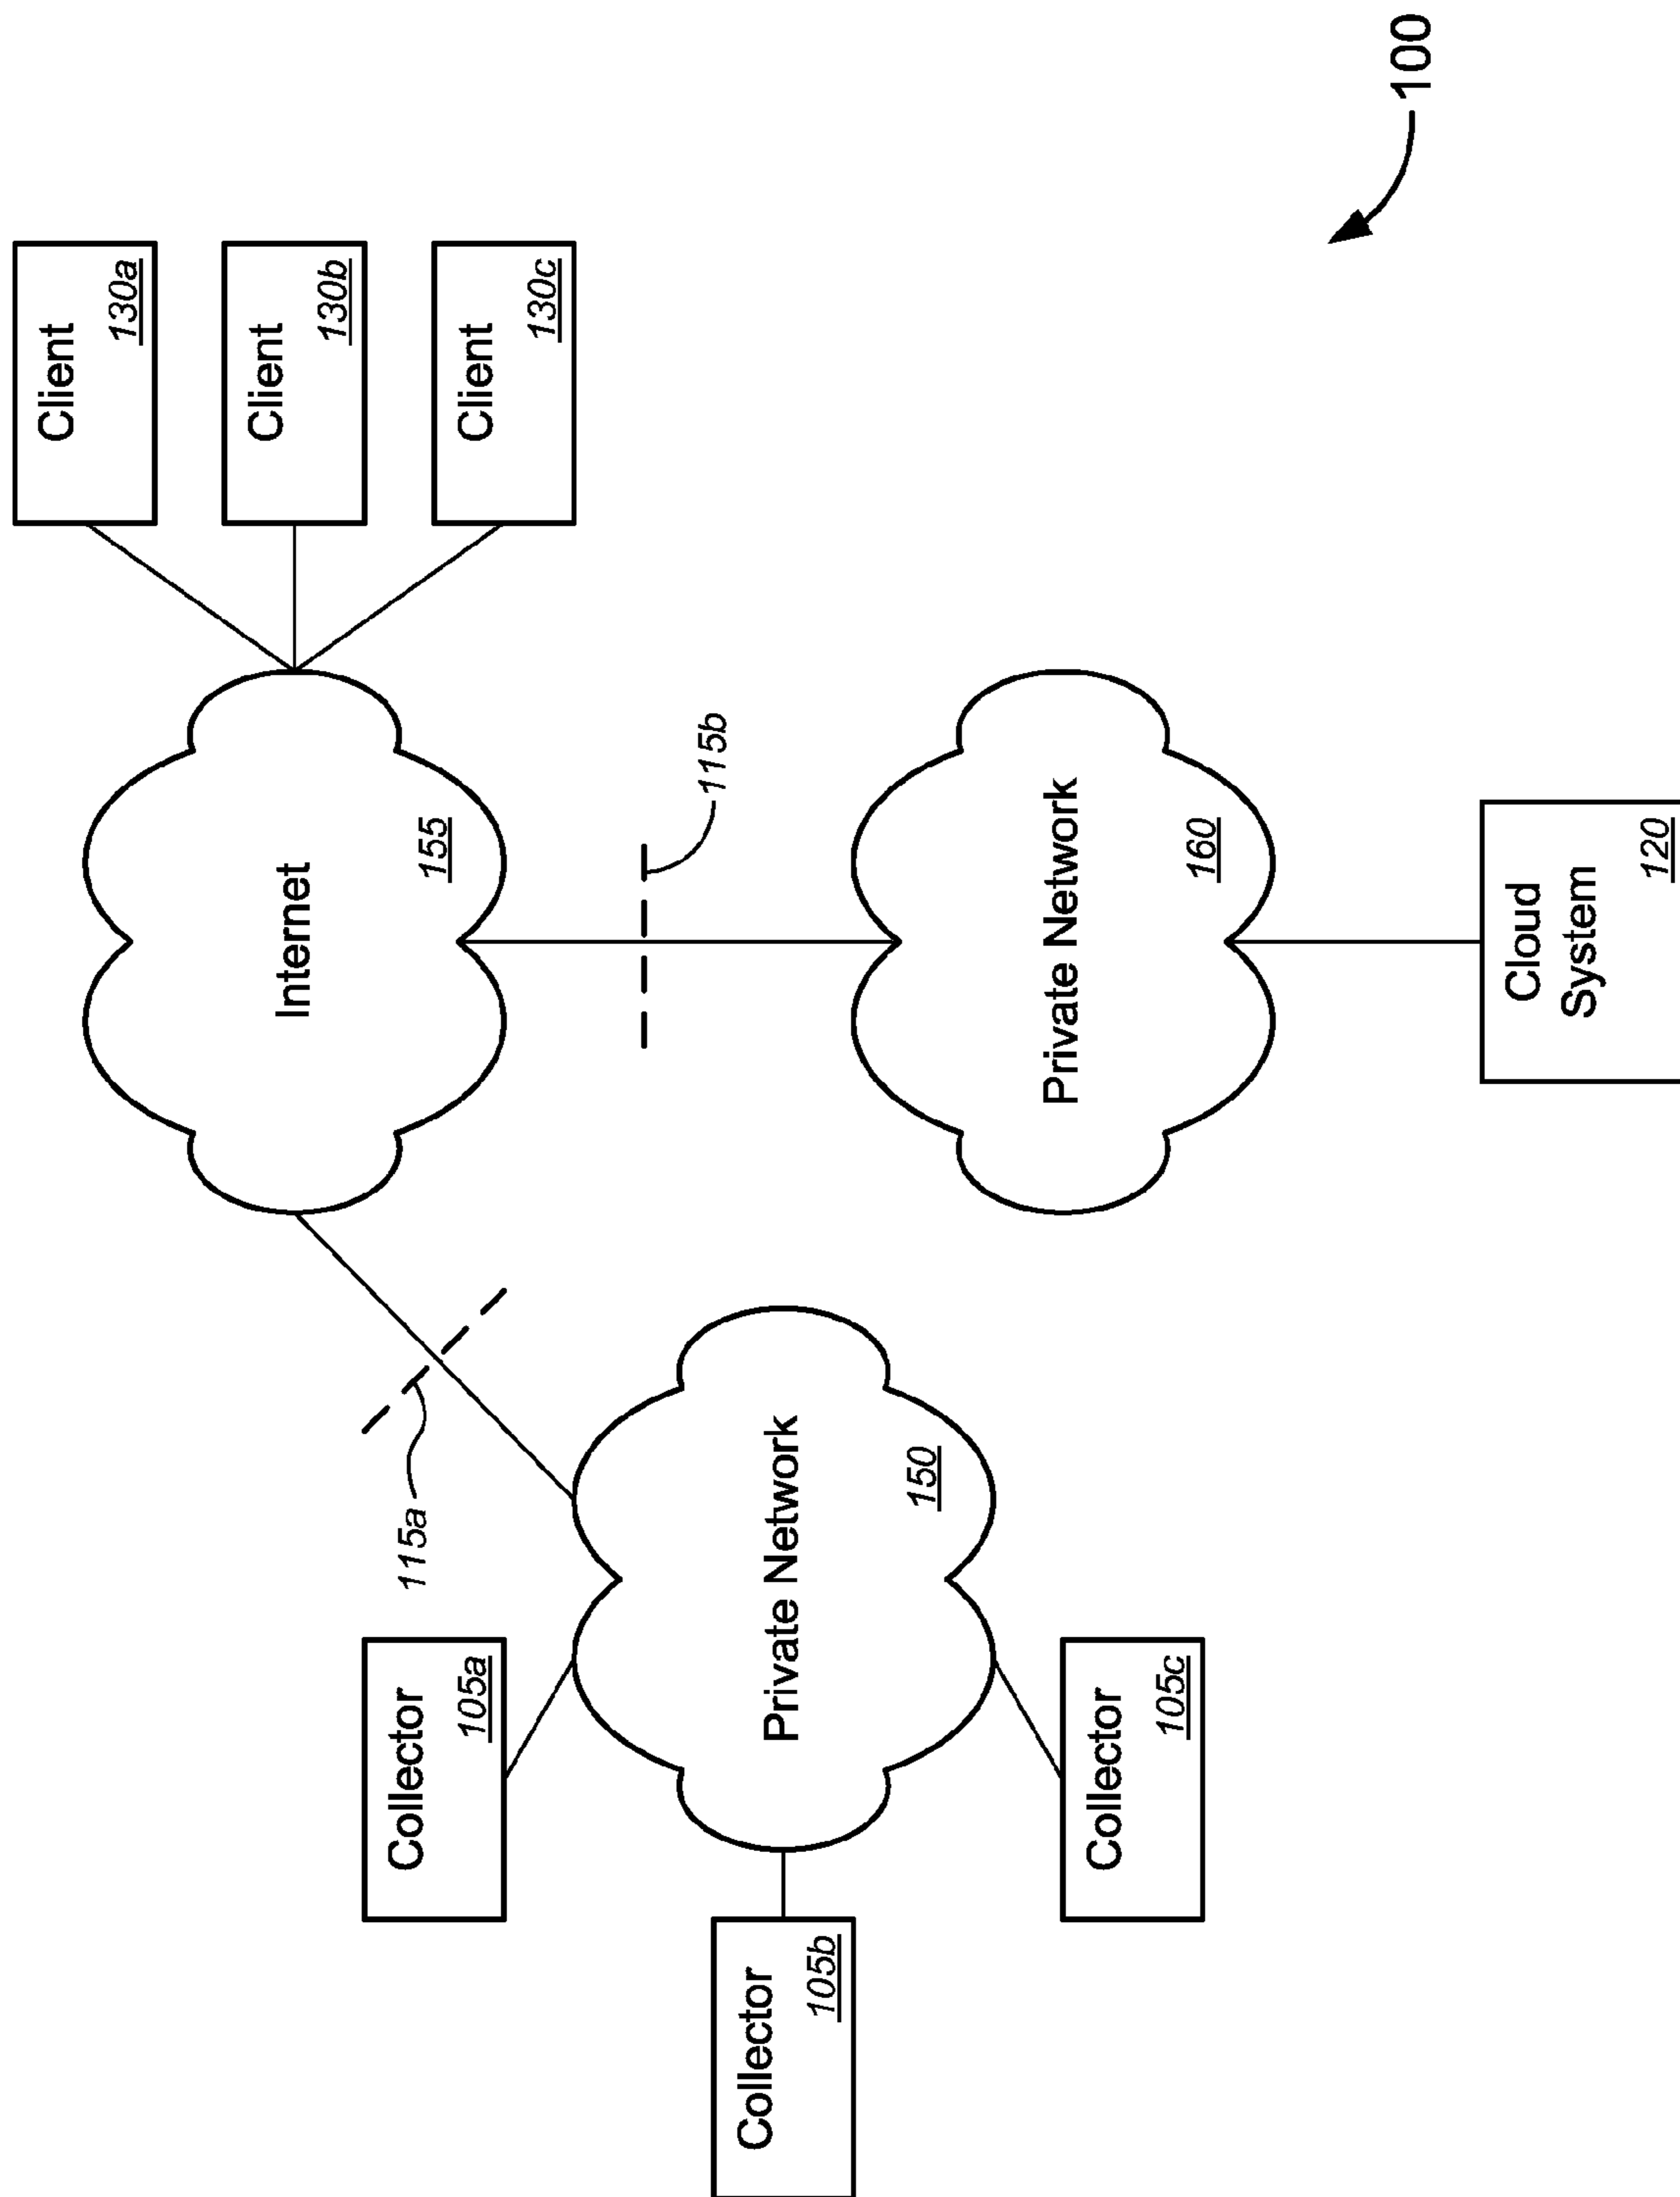 Client
130a
Client
130b
Client
130c
Internet
155
115a
115b
Collector
105a
Collector
105b
Collector
105c
Private Network
150
Private Network
160
Cloud
System
120
100